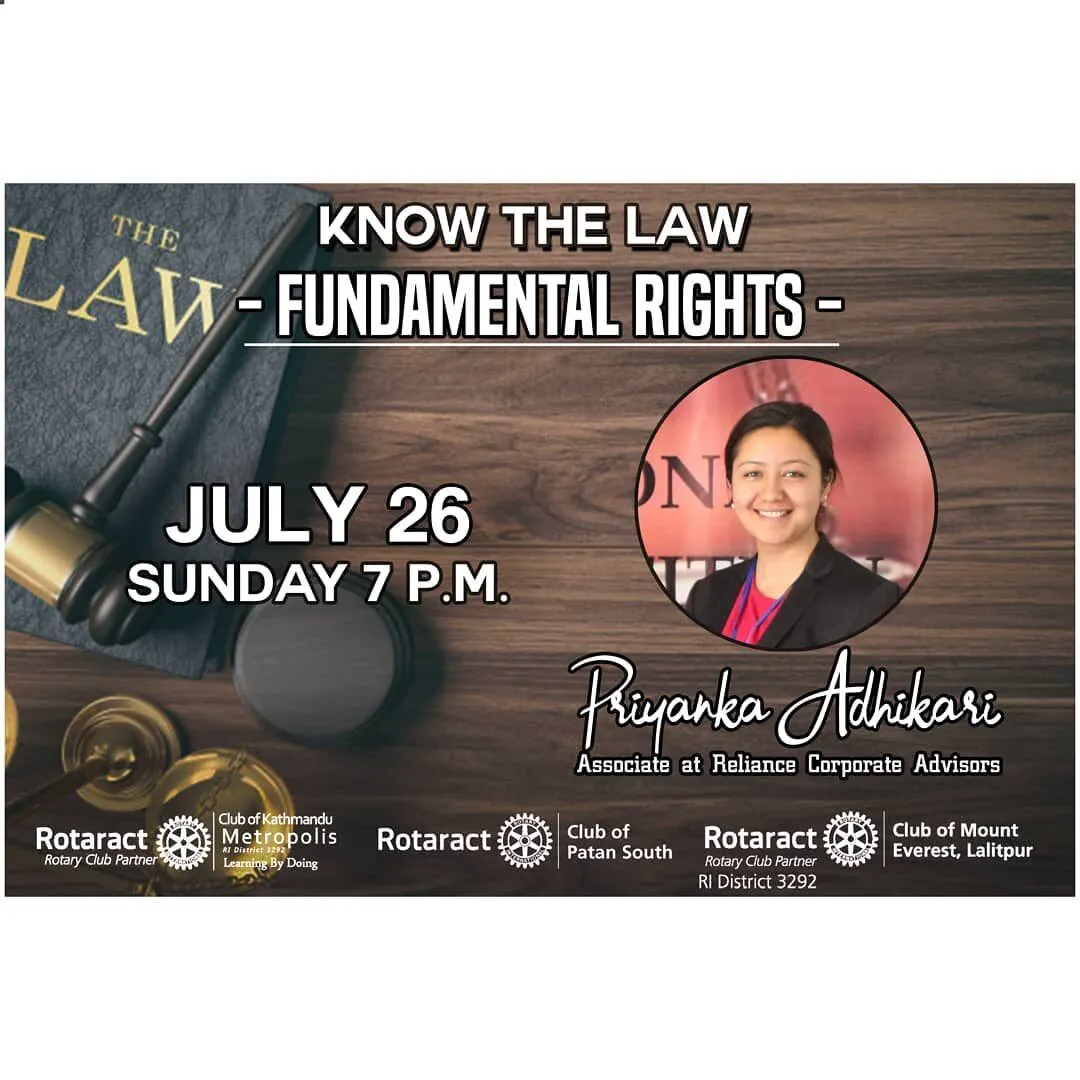 THE
LAW
KNOW THE LAW
- FUNDAMENTAL RIGHTS -
JULY 26
SUNDAY 7 P.M.
Priyanka Adhikari
Associate at Reliance Corporate Advisors
Rotaract
Rotary Club Partner
Club of Kathmandu
Metropolis
RI District 3292
Learning By Doing
Rotaract
Club of
Patan South
Rotaract
Rotary Club Partner
RI District 3292
Club of Mount
Everest, Lalitpur